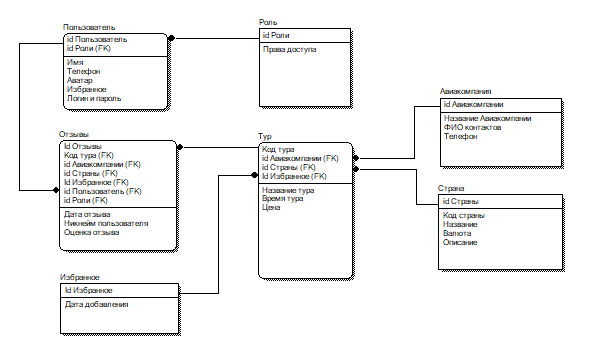 Пользователь
id Пользователь
id Роли (FK)
Имя
Телефон
Аватар
Избранное
Логин и пароль
Роль
id Роли
Права доступа
Авиакомпания
id Авиакомпании
Название Авиакомпании
ФИО контактов
Телефон
Отзывы
Id Отзывы
Код тура (FK)
id Авиакомпании (FK)
id Страны (FK)
Id Избранное (FK)
id Пользователь (FK)
id Роли (FK)
Дата отзыва
Никнейм пользователя
Оценка отзыва
Тур
Код тура
id Авиакомпании (FK)
id Страны (FK)
Id Избранное (FK)
Название тура
Время тура
Цена
Страна
id Страны
Код страны
Название
Валюта
Описание
Избранное
Id Избранное
Дата добавления